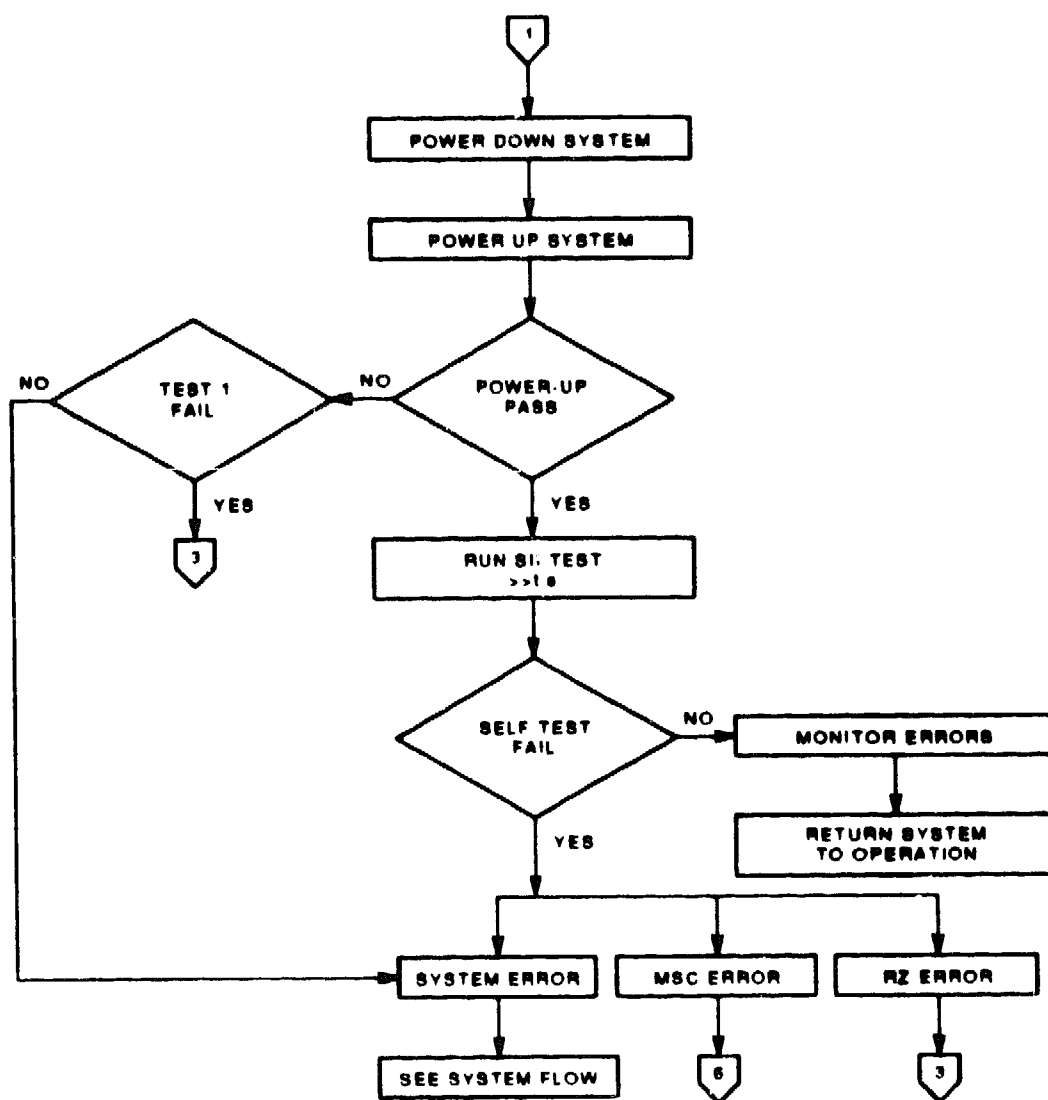 1
POWER DOWN SYSTEM
POWER UP SYSTEM
NO
TEST 1
FAIL
NO
POWER-UP
PASS
YES
3
YES
RUN TEST
SELF TEST
FAIL
NO
MONITOR ERRORS
YES
RETURN SYSTEM
TO OPERATION
SYSTEM ERROR
MSC ERROR
RZ ERROR
SEE SYSTEM FLOW
6
3